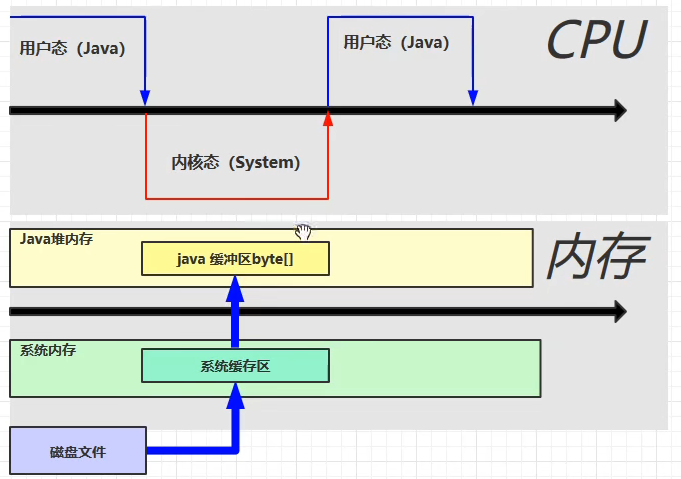 用户态（Java）
用户态（Java）
CPU
内核态（System）
Java堆内存
java 缓冲区byte[]
内存
系统内存
系统缓存区
磁盘文件